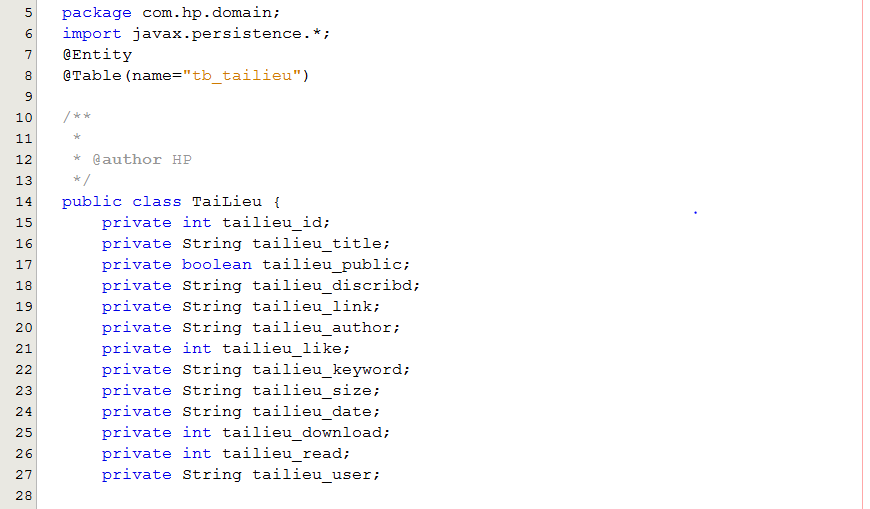 5 package com.hp.domain;
6 import javax.persistence.*;
7 @Entity
8 @Table(name="tb_tailieu")
9
10 /**
11  *
12  * @author HP
13  */
14 public class TaiLieu {
15     private int tailieu_id;
16     private String tailieu_title;
17     private boolean tailieu_public;
18     private String tailieu_discribd;
19     private String tailieu_link;
20     private String tailieu_author;
21     private int tailieu_like;
22     private String tailieu_keyword;
23     private String tailieu_size;
24     private String tailieu_date;
25     private int tailieu_download;
26     private int tailieu_read;
27     private String tailieu_user;
28